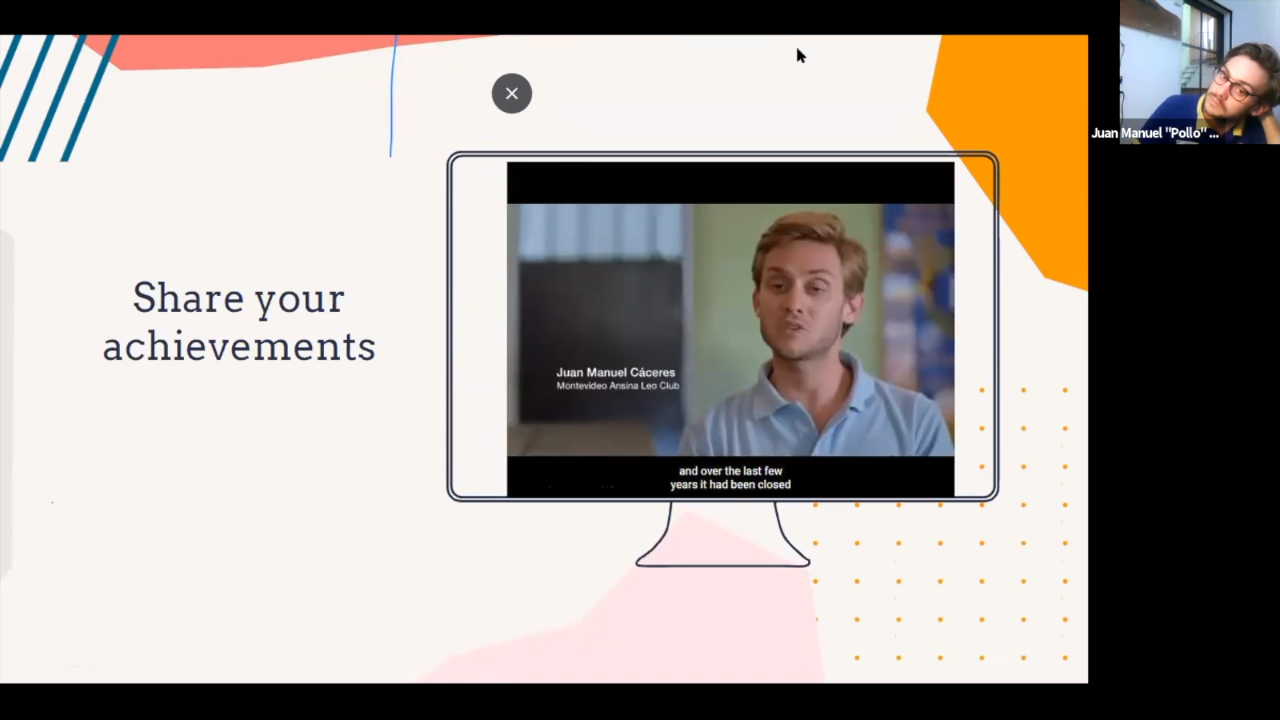 Share your
achievements
Juan Manuel Cáceres
Montevideo Ansina Leo Club
and over the last few
years it had been closed
Juan Manuel "Pollo" ...